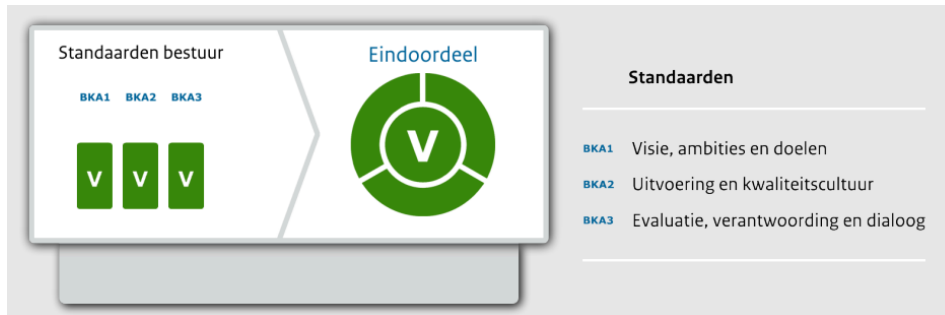 Standaarden bestuur
BKA1 BKA2 BKA3
V V V
Eindoordeel
V
Standaarden
BKA1 Visie, ambities en doelen
BKA2 Uitvoering en kwaliteitscultuur
BKA3 Evaluatie, verantwoording en dialoog